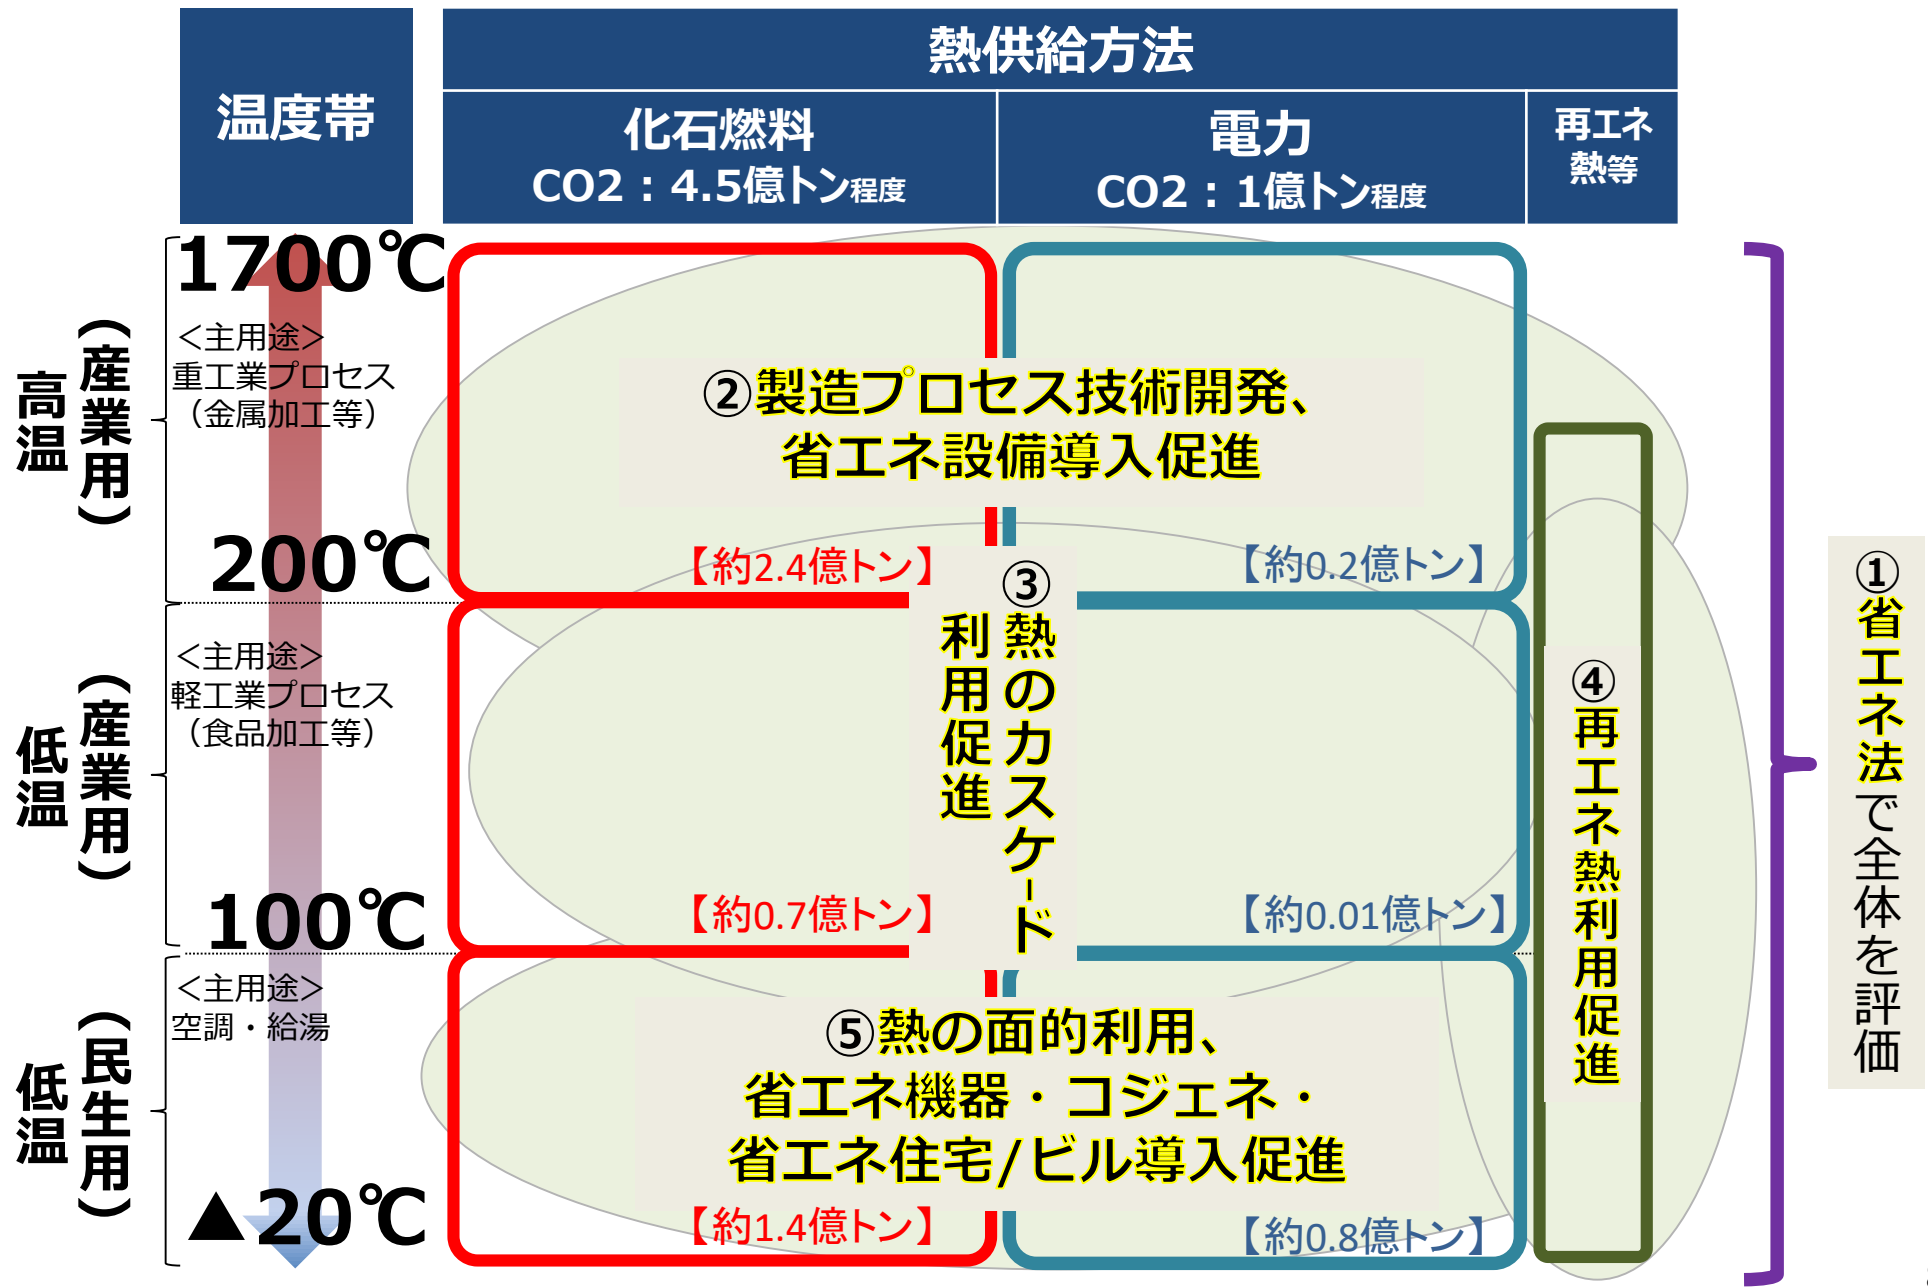 温度帯
熱供給方法
化石燃料
CO2：4.5億トン程度
電力
CO2：1億トン程度
再エネ
熱等
1700℃
高温
（産業用）
＜主用途＞
重工業プロセス
（金属加工等）
②製造プロセス技術開発、
省エネ設備導入促進
200℃
【約2.4億トン】
【約0.2億トン】
低温
（産業用）
＜主用途＞
軽工業プロセス
（食品加工等）
③熱のカスケード
利用促進
100℃
【約0.7億トン】
【約0.01億トン】
低温
（民生用）
＜主用途＞
空調・給湯
⑤熱の面的利用、
省エネ機器・コジェネ・
省エネ住宅/ビル導入促進
▲20℃
【約1.4億トン】
【約0.8億トン】
④再エネ熱利用促進
①省エネ法で全体を評価